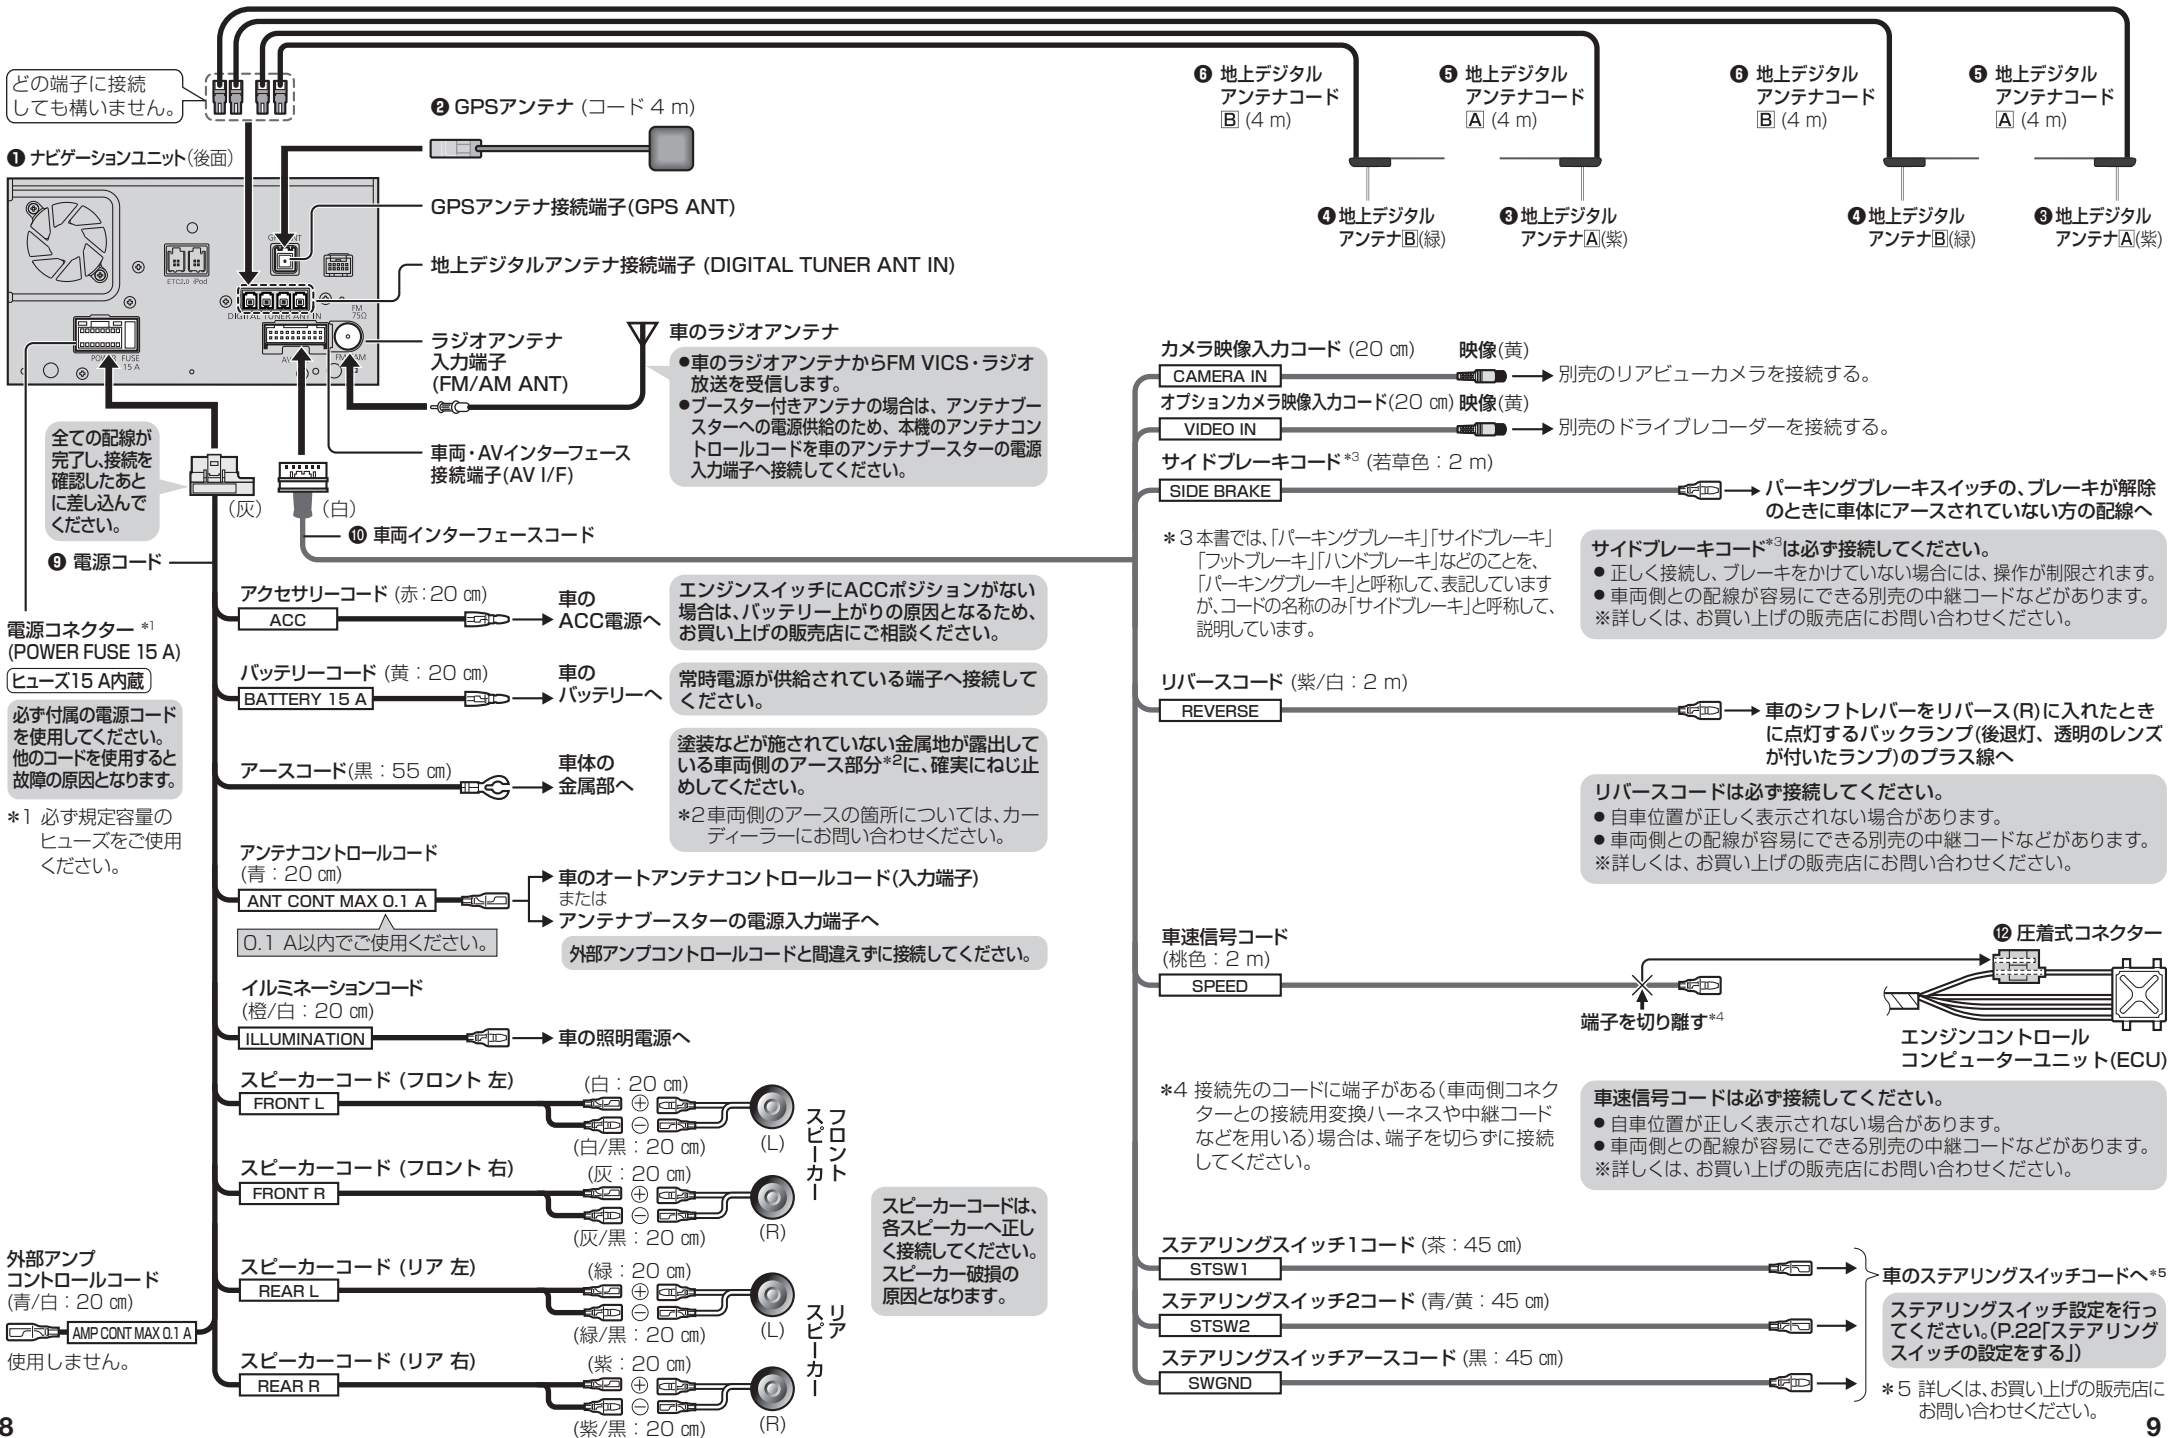 どの端子に接続
しても構いません。
❶ ナビゲーションユニット(後面)
❷ GPSアンテナ (コード 4 m)
GPSアンテナ接続端子(GPS ANT)
地上デジタルアンテナ接続端子 (DIGITAL TUNER ANT IN)
ETC2.0 iPod
DIGITAL TUNER ANT IN
FM
75Ω
POWER FUSE
15 A
ラジオアンテナ
入力端子
(FM/AM ANT)
車両・AVインターフェース
接続端子(AV I/F)
車のラジオアンテナ
●車のラジオアンテナからFM VICS・ラジオ
放送を受信します。
●ブースター付きアンテナの場合は、アンテナブー
スターへの電源供給のため、本機のアンテナコン
トロールコードを車のアンテナブースターの電源
入力端子へ接続してください。
全ての配線が
完了し、接続を
確認したあと
に差し込んで
ください。
(灰)
(白)
❿ 車両インターフェースコード
❾ 電源コード
電源コネクター *1
(POWER FUSE 15 A)
ヒューズ15 A内蔵
必ず付属の電源コード
を使用してください。
他のコードを使用すると
故障の原因となります。
*1 必ず規定容量の
ヒューズをご使用
ください。
アクセサリーコード (赤:20 ㎝)
ACC
車の
ACC電源へ
エンジンスイッチにACCポジションがない
場合は、バッテリー上がりの原因となるため、
お買い上げの販売店にご相談ください。
バッテリーコード (黄:20 ㎝)
BATTERY 15 A
車の
バッテリーへ
常時電源が供給されている端子へ接続して
ください。
アースコード(黒:55 ㎝)
車体の
金属部へ
塗装などが施されていない金属地が露出して
いる車両側のアース部分*2に、確実にねじ止
めしてください。
*2 車両側のアースの箇所については、カー
ディーラーにお問い合わせください。
アンテナコントロールコード
(青:20 ㎝)
ANT CONT MAX 0.1 A
0.1 A以内でご使用ください。
車のオートアンテナコントロールコード(入力端子)
または
アンテナブースターの電源入力端子へ
外部アンプコントロールコードと間違えずに接続してください。
イルミネーションコード
(橙/白:20 ㎝)
ILLUMINATION
車の照明電源へ
スピーカーコード (フロント 左)
FRONT L
(白:20 ㎝)
⊕
⊖
(白/黒:20 ㎝)
(L)
スピーカーコード (フロント 右)
FRONT R
(灰:20 ㎝)
⊕
⊖
(灰/黒:20 ㎝)
(R)
フロント
スピーカー
スピーカーコードは、
各スピーカーへ正し
く接続してください。
スピーカー破損の
原因となります。
スピーカーコード (リア 左)
REAR L
(緑:20 ㎝)
⊕
⊖
(緑/黒:20 ㎝)
(L)
スピーカーコード (リア 右)
REAR R
(紫:20 ㎝)
⊕
⊖
(紫/黒:20 ㎝)
(R)
リア
スピーカー
外部アンプ
コントロールコード
(青/白:20 ㎝)
AMP CONT MAX 0.1 A
使用しません。
8
❻ 地上デジタル
アンテナコード
B (4 m)
❺ 地上デジタル
アンテナコード
A (4 m)
❻ 地上デジタル
アンテナコード
B (4 m)
❺ 地上デジタル
アンテナコード
A (4 m)
❹地上デジタル
アンテナB(緑)
❸地上デジタル
アンテナA(紫)
❹地上デジタル
アンテナB(緑)
❸地上デジタル
アンテナA(紫)
カメラ映像入力コード (20 ㎝) 映像(黄)
CAMERA IN
別売のリアビューカメラを接続する。
オプションカメラ映像入力コード(20 ㎝) 映像(黄)
VIDEO IN
別売のドライブレコーダーを接続する。
サイドブレーキコード*3 (若草色:2 m)
SIDE BRAKE
パーキングブレーキスイッチの、ブレーキが解除
のときに車体にアースされていない方の配線へ
*3 本書では、「パーキングブレーキ」「サイドブレーキ」
「フットブレーキ」「ハンドブレーキ」などのことを、
「パーキングブレーキ」と呼称して、表記しています
が、コードの名称のみ「サイドブレーキ」と呼称して、
説明しています。
サイドブレーキコード*3は必ず接続してください。
● 正しく接続し、ブレーキをかけていない場合には、操作が制限されます。
● 車両側との配線が容易にできる別売の中継コードなどがあります。
※詳しくは、お買い上げの販売店にお問い合わせください。
リバースコード (紫/白:2 m)
REVERSE
車のシフトレバーをリバース(R)に入れたとき
に点灯するバックランプ(後退灯、透明のレンズ
が付いたランプ)のプラス線へ
リバースコードは必ず接続してください。
● 自車位置が正しく表示されない場合があります。
● 車両側との配線が容易にできる別売の中継コードなどがあります。
※詳しくは、お買い上げの販売店にお問い合わせください。
車速信号コード
(桃色:2 m)
SPEED
端子を切り離す*4
⓬ 圧着式コネクター
エンジンコントロール
コンピューターユニット(ECU)
*4 接続先のコードに端子がある(車両側コネク
ターとの接続用変換ハーネスや中継コード
などを用いる)場合は、端子を切らずに接続
してください。
車速信号コードは必ず接続してください。
● 自車位置が正しく表示されない場合があります。
● 車両側との配線が容易にできる別売の中継コードなどがあります。
※詳しくは、お買い上げの販売店にお問い合わせください。
ステアリングスイッチ1コード (茶:45 ㎝)
STSW1
ステアリングスイッチ2コード (青/黄:45 ㎝)
STSW2
ステアリングスイッチアースコード (黒:45 ㎝)
SWGND
車のステアリングスイッチコードへ*5
ステアリングスイッチ設定を行っ
てください。(P.22「ステアリング
スイッチの設定をする」)
*5 詳しくは、お買い上げの販売店に
お問い合わせください。
9